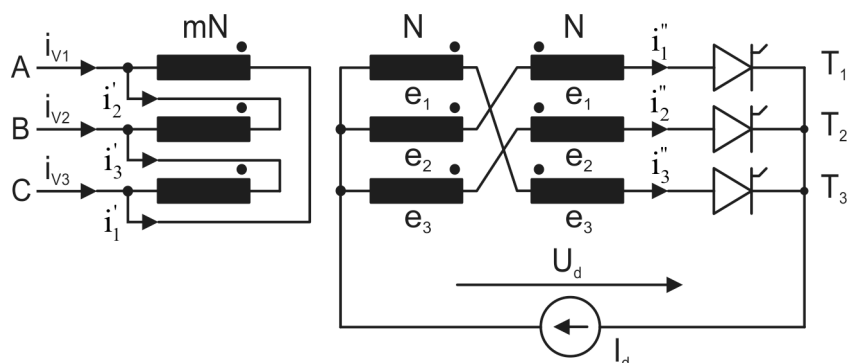 mN N N
A i_V1 i''_1 T_1
i'_2 e_1 e_1
B i_V2 i''_2 T_2
i'_3 e_2 e_2
C i_V3 i''_3 T_3
i'_1 e_3 e_3
U_d
I_d